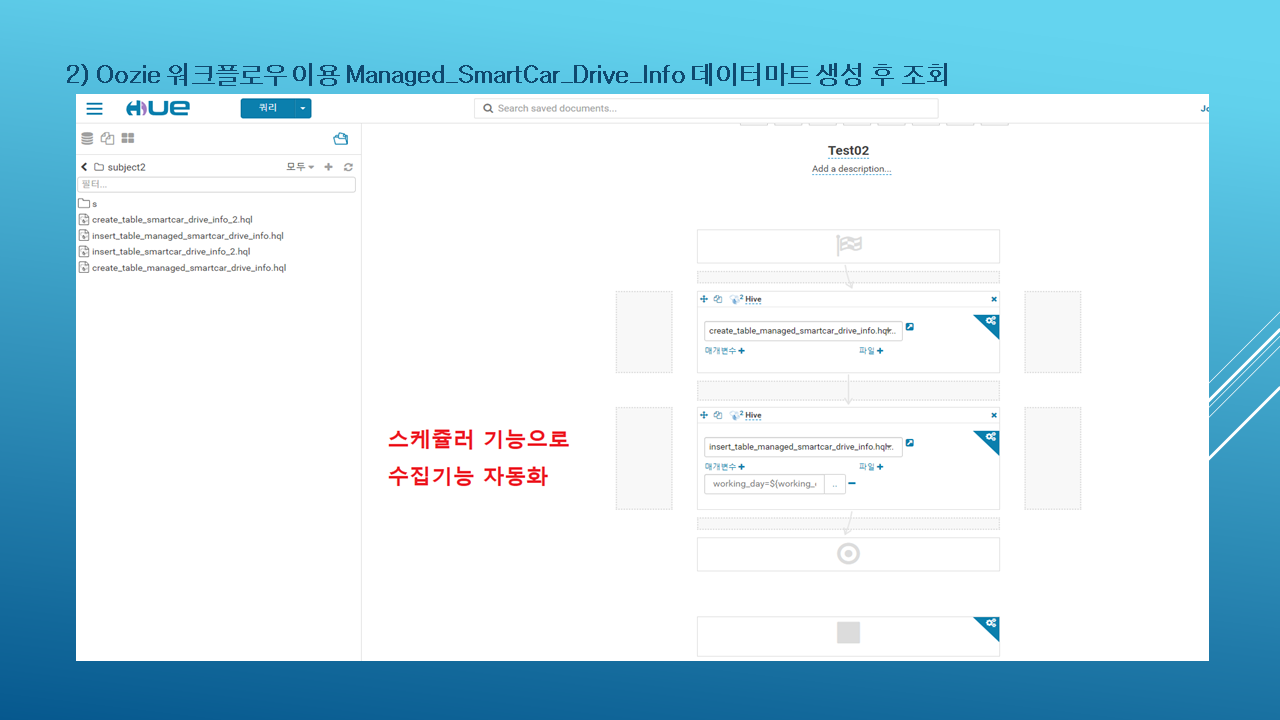 2) Oozie 워크플로우 이용 Managed_SmartCar_Drive_Info 데이터마트 생성 후 조회
HUE 쿼리 Search saved documents...
subject2 모두
필터...
s
create_table_smartcar_drive_info_2.hql
insert_table_managed_smartcar_drive_info.hql
insert_table_smartcar_drive_info_2.hql
create_table_managed_smartcar_drive_info.hql
Test02
Add a description...
Hive
create_table_managed_smartcar_drive_info.hql...
매개변수 파일
Hive
insert_table_managed_smartcar_drive_info.hql...
매개변수 파일
working_day=${working_ ..
스케쥴러 기능으로
수집기능 자동화